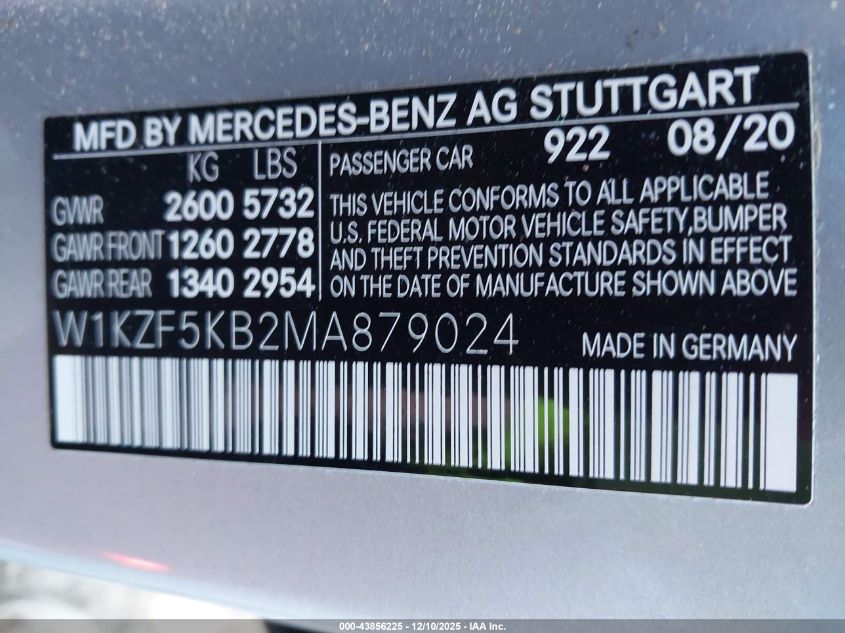 MFD BY MERCEDES-BENZ AG STUTTGART
KG LBS
GVWR 2600 5732
GAWR FRONT 1260 2778
GAWR REAR 1340 2954
PASSENGER CAR 922 08/20
THIS VEHICLE CONFORMS TO ALL APPLICABLE
U.S. FEDERAL MOTOR VEHICLE SAFETY,BUMPER
AND THEFT PREVENTION STANDARDS IN EFFECT
ON THE DATE OF MANUFACTURE SHOWN ABOVE
W1KZF5KB2MA879024
MADE IN GERMANY
000-43856225 - 12/10/2025 - IAA Inc.